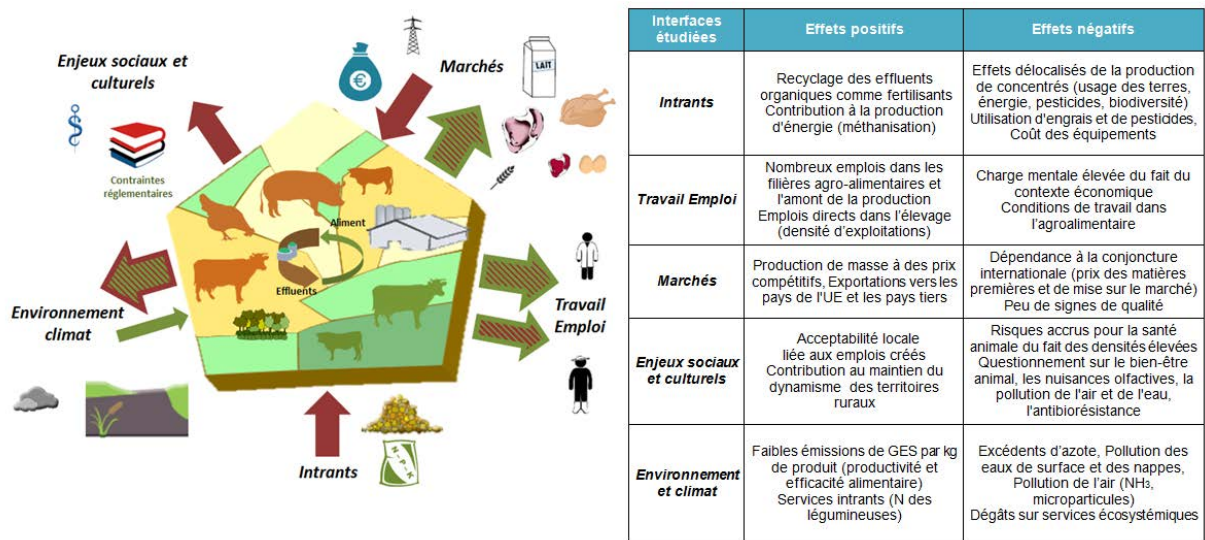 Enjeux sociaux et
culturels
Contraintes
réglementaires
€
Marchés
LAIT
Aliment
Effluents
Environnement
climat
Travail
Emploi
Intrants
N-P-K
Interfaces
étudiées
Effets positifs
Effets négatifs
Intrants
Recyclage des effluents
organiques comme fertilisants
Contribution à la production
d'énergie (méthanisation)
Effets délocalisés de la production
de concentrés (usage des terres,
énergie, pesticides, biodiversité)
Utilisation d'engrais et de pesticides,
Coût des équipements
Travail Emploi
Nombreux emplois dans les
filières agro-alimentaires et
l'amont de la production
Emplois directs dans l'élevage
(densité d'exploitations)
Charge mentale élevée du fait du
contexte économique
Conditions de travail dans
l'agroalimentaire
Marchés
Production de masse à des prix
compétitifs, Exportations vers les
pays de l'UE et les pays tiers
Dépendance à la conjoncture
internationale (prix des matières
premières et de mise sur le marché)
Peu de signes de qualité
Enjeux sociaux
et culturels
Acceptabilité locale
liée aux emplois créés
Contribution au maintien du
dynamisme des territoires
ruraux
Risques accrus pour la santé
animale du fait des densités élevées
Questionnement sur le bien-être
animal, les nuisances olfactives, la
pollution de l'air et de l'eau,
l'antibiorésistance
Environnement
et climat
Faibles émissions de GES par kg
de produit (productivité et
efficacité alimentaire)
Services intrants (N des
légumineuses)
Excédents d'azote, Pollution des
eaux de surface et des nappes,
Pollution de l'air (NH₃,
microparticules)
Dégâts sur services écosystémiques